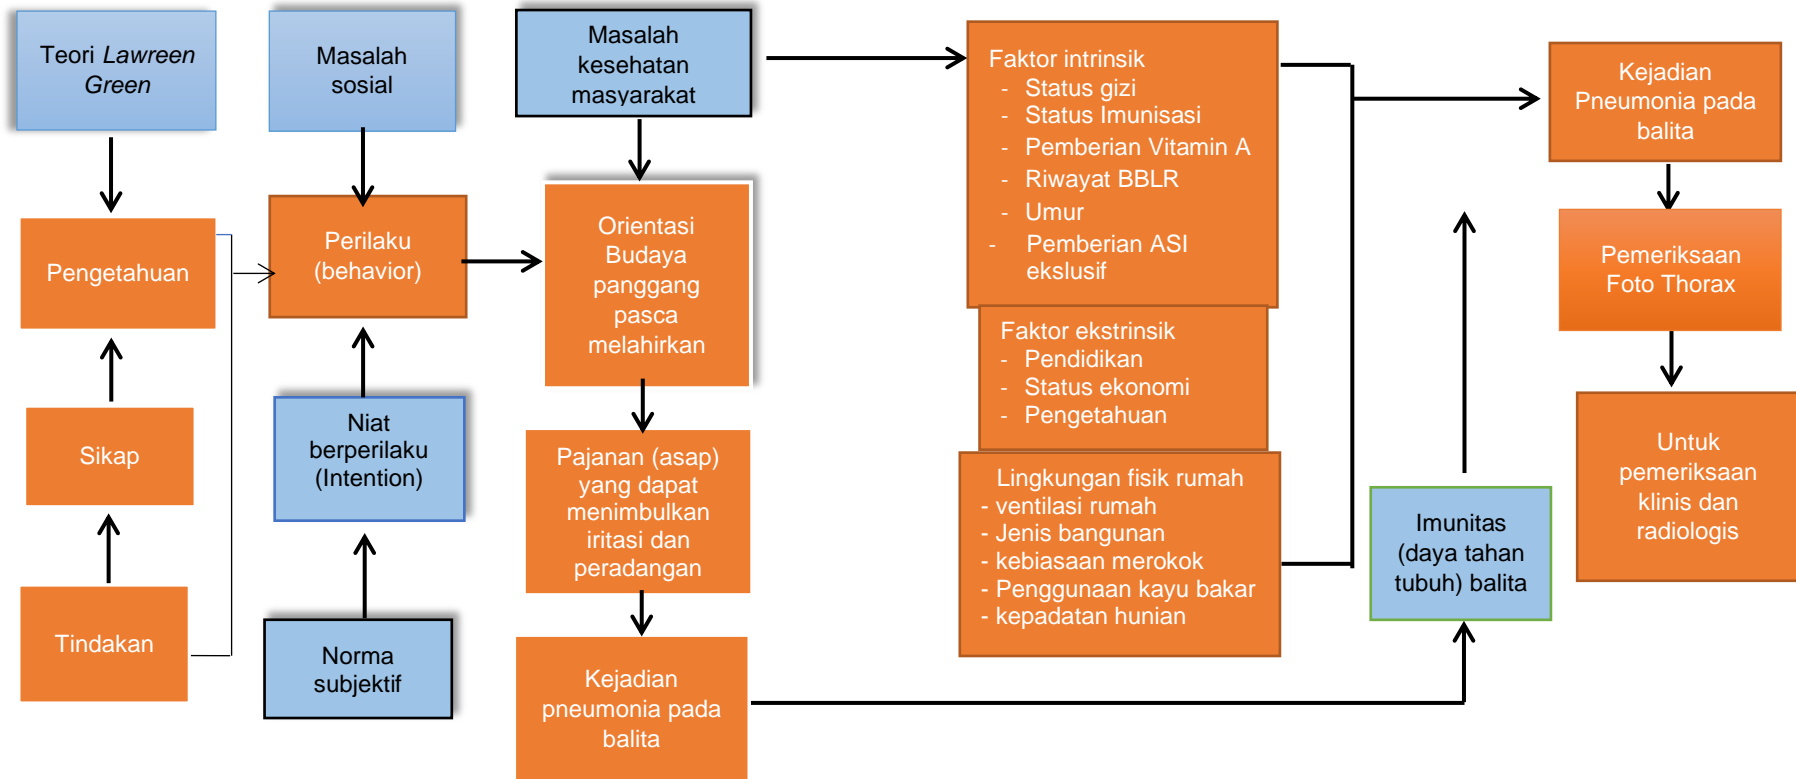 Teori Lawreen
Green
Pengetahuan
Sikap
Tindakan
Masalah
sosial
Perilaku
(behavior)
Niat
berperilaku
(Intention)
Norma
subjektif
Masalah
kesehatan
masyarakat
Orientasi
Budaya
panggang
pasca
melahirkan
Pajanan (asap)
yang dapat
menimbulkan
iritasi dan
peradangan
Kejadian
pneumonia pada
balita
Faktor intrinsik
- Status gizi
- Status Imunisasi
- Pemberian Vitamin A
- Riwayat BBLR
- Umur
- Pemberian ASI
ekslusif
Faktor ekstrinsik
- Pendidikan
- Status ekonomi
- Pengetahuan
Lingkungan fisik rumah
- ventilasi rumah
- Jenis bangunan
- kebiasaan merokok
- Penggunaan kayu bakar
- kepadatan hunian
Imunitas
(daya tahan
tubuh) balita
Kejadian
Pneumonia pada
balita
Pemeriksaan
Foto Thorax
Untuk
pemeriksaan
klinis dan
radiologis